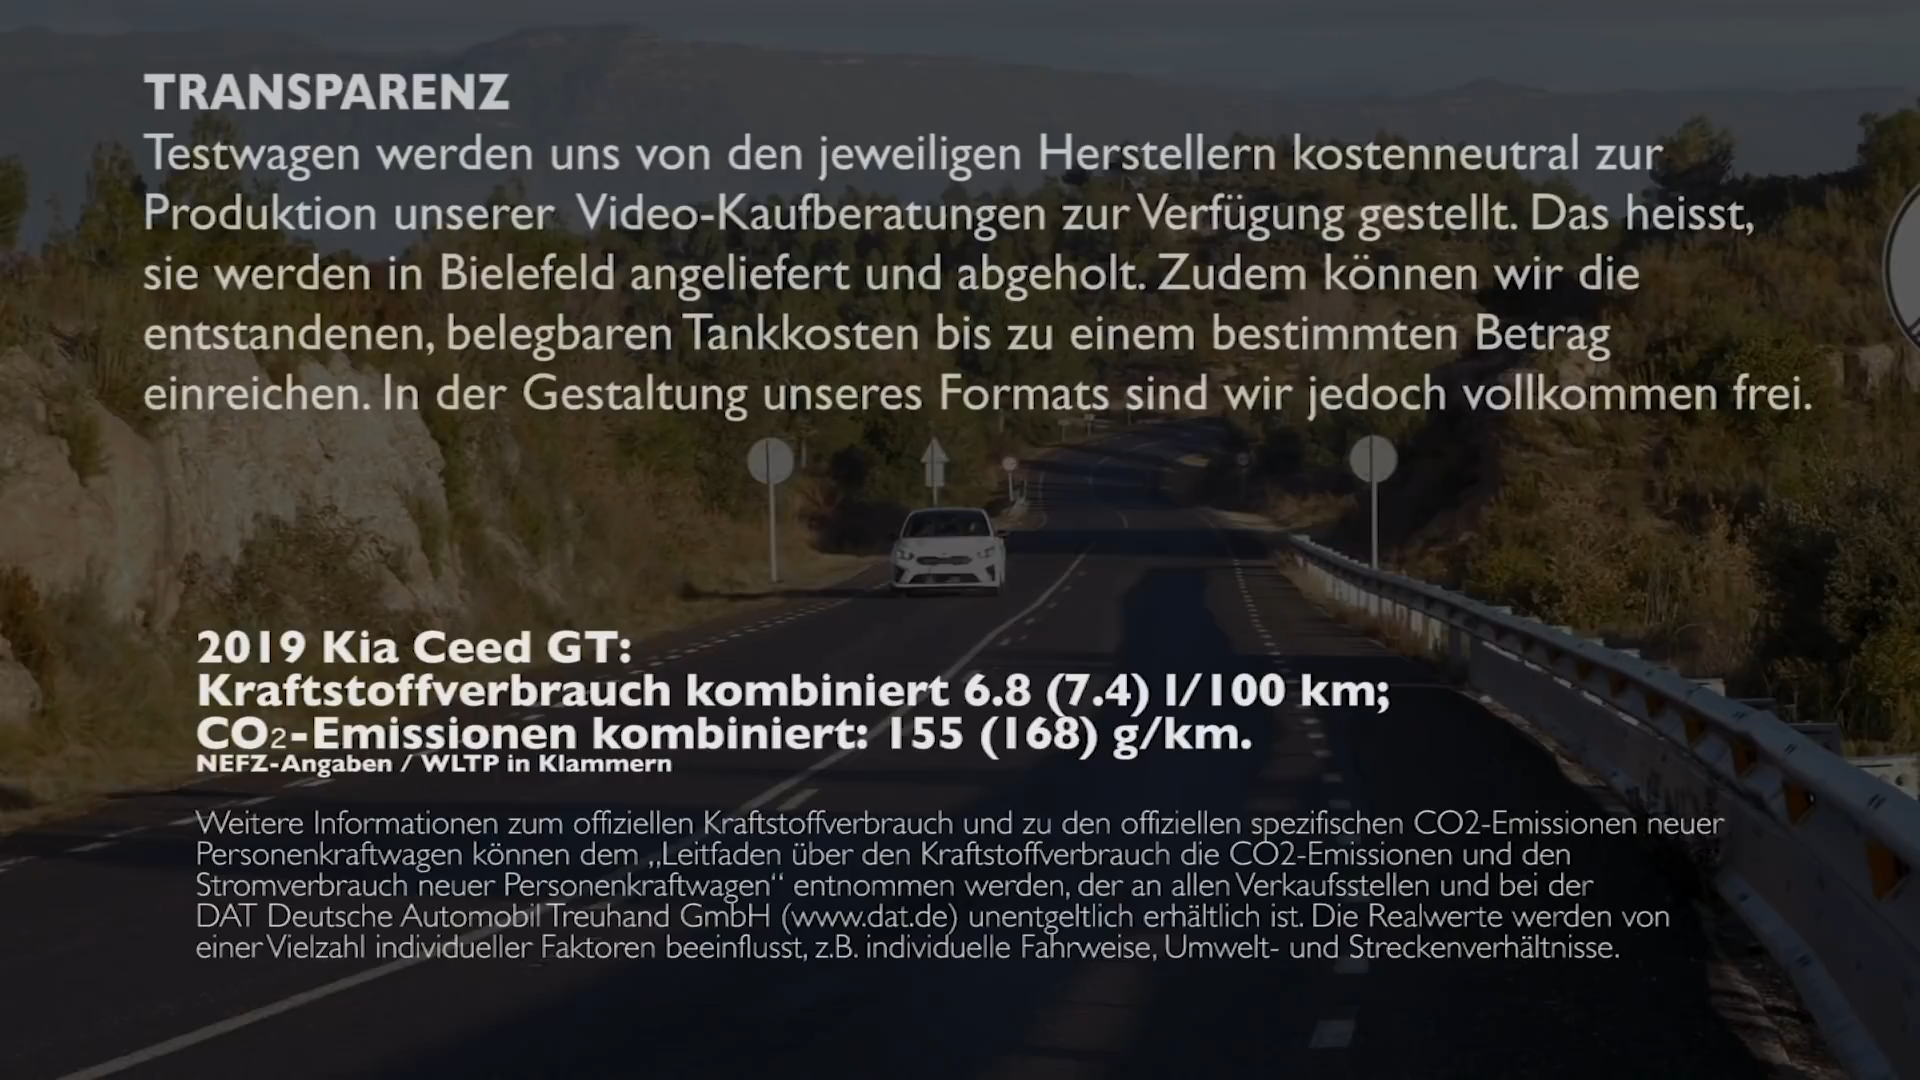 TRANSPARENZ
Testwagen werden uns von den jeweiligen Herstellern kostenneutral zur
Produktion unserer Video-Kaufberatungen zur Verfügung gestellt. Das heisst,
sie werden in Bielefeld angeliefert und abgeholt. Zudem können wir die
entstandenen, belegbaren Tankkosten bis zu einem bestimmten Betrag
einreichen. In der Gestaltung unseres Formats sind wir jedoch vollkommen frei.
2019 Kia Ceed GT:
Kraftstoffverbrauch kombiniert 6.8 (7.4) l/100 km;
CO2-Emissionen kombiniert: 155 (168) g/km.
NEFZ-Angaben / WLTP in Klammern
Weitere Informationen zum offiziellen Kraftstoffverbrauch und zu den offiziellen spezifischen CO2-Emissionen neuer
Personenkraftwagen können dem „Leitfaden über den Kraftstoffverbrauch die CO2-Emissionen und den
Stromverbrauch neuer Personenkraftwagen“ entnommen werden, der an allen Verkaufsstellen und bei der
DAT Deutsche Automobil Treuhand GmbH (www.dat.de) unentgeltlich erhältlich ist. Die Realwerte werden von
einer Vielzahl individueller Faktoren beeinflusst, z.B. individuelle Fahrweise, Umwelt- und Streckenverhältnisse.